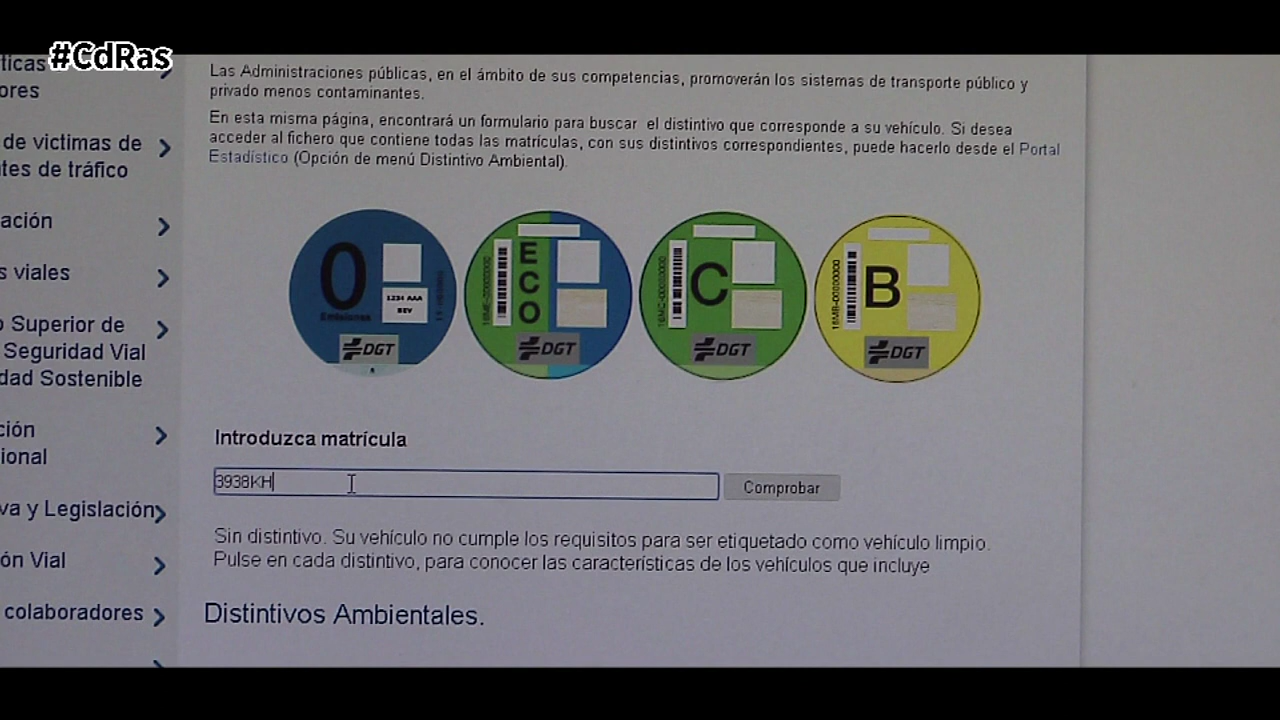 #CdRas
ticas
ores
de victimas de
tes de tráfico
ación
s viales
o Superior de
Seguridad Vial
dad Sostenible
ción
ional
va y Legislación
ón Vial
colaboradores
Las Administraciones públicas, en el ámbito de sus competencias, promoverán los sistemas de transporte público y
privado menos contaminantes.
En esta misma página, encontrará un formulario para buscar el distintivo que corresponde a su vehículo. Si desea
acceder al fichero que contiene todas las matrículas, con sus distintivos correspondientes, puede hacerlo desde el Portal
Estadístico (Opción de menú Distintivo Ambiental).
0
Emisiones
1234 AAA
BEV
DGT
ECO
DGT
C
DGT
16MB-00000000
B
DGT
Introduzca matrícula
3938KH
Comprobar
Sin distintivo. Su vehículo no cumple los requisitos para ser etiquetado como vehículo limpio.
Pulse en cada distintivo, para conocer las características de los vehículos que incluye
Distintivos Ambientales.